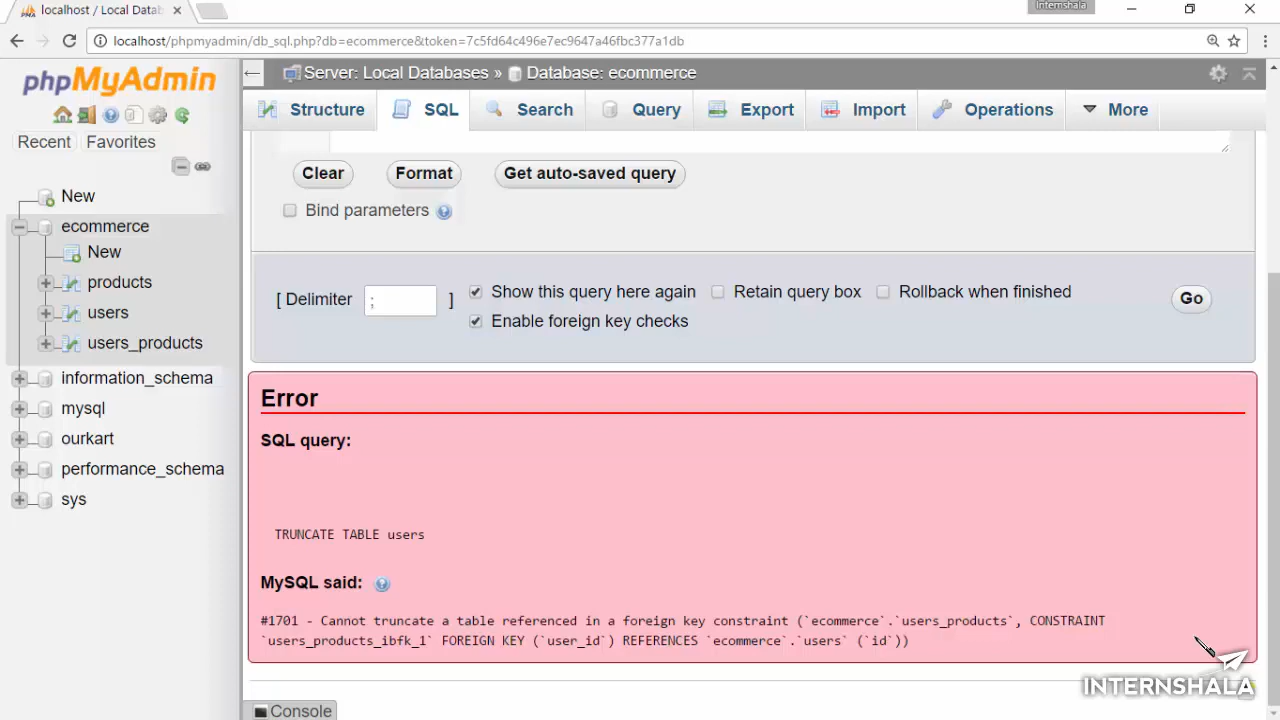 localhost / Local Datab
Internshala
localhost/phpmyadmin/db_sql.php?db=ecommerce&token=7c5fd64c496e7ec9647a46fbc377a1db
phpMyAdmin
Recent Favorites
New
ecommerce
New
products
users
users_products
information_schema
mysql
ourkart
performance_schema
sys
Server: Local Databases » Database: ecommerce
Structure SQL Search Query Export Import Operations More
Clear Format Get auto-saved query
Bind parameters
[ Delimiter ; ] Show this query here again Retain query box Rollback when finished Go
Enable foreign key checks
Error
SQL query:
TRUNCATE TABLE users
MySQL said:
#1701 - Cannot truncate a table referenced in a foreign key constraint (`ecommerce`.`users_products`, CONSTRAINT
`users_products_ibfk_1` FOREIGN KEY (`user_id`) REFERENCES `ecommerce`.`users` (`id`))
INTERNSHALA
Console